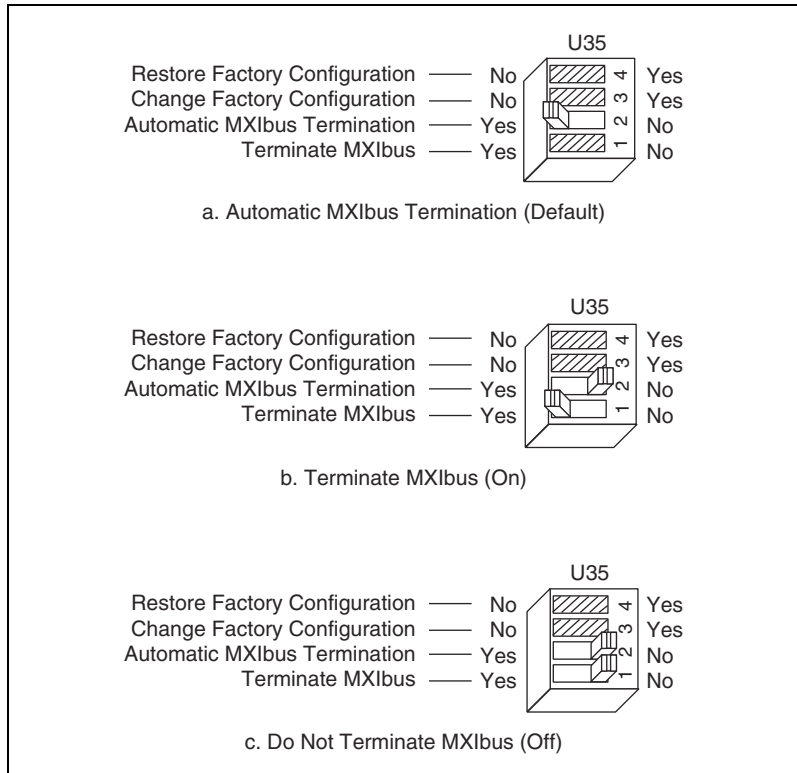 U35
Restore Factory Configuration No 4 Yes
Change Factory Configuration No 3 Yes
Automatic MXIbus Termination Yes 2 No
Terminate MXIbus Yes 1 No
a. Automatic MXIbus Termination (Default)
U35
Restore Factory Configuration No 4 Yes
Change Factory Configuration No 3 Yes
Automatic MXIbus Termination Yes 2 No
Terminate MXIbus Yes 1 No
b. Terminate MXIbus (On)
U35
Restore Factory Configuration No 4 Yes
Change Factory Configuration No 3 Yes
Automatic MXIbus Termination Yes 2 No
Terminate MXIbus Yes 1 No
c. Do Not Terminate MXIbus (Off)